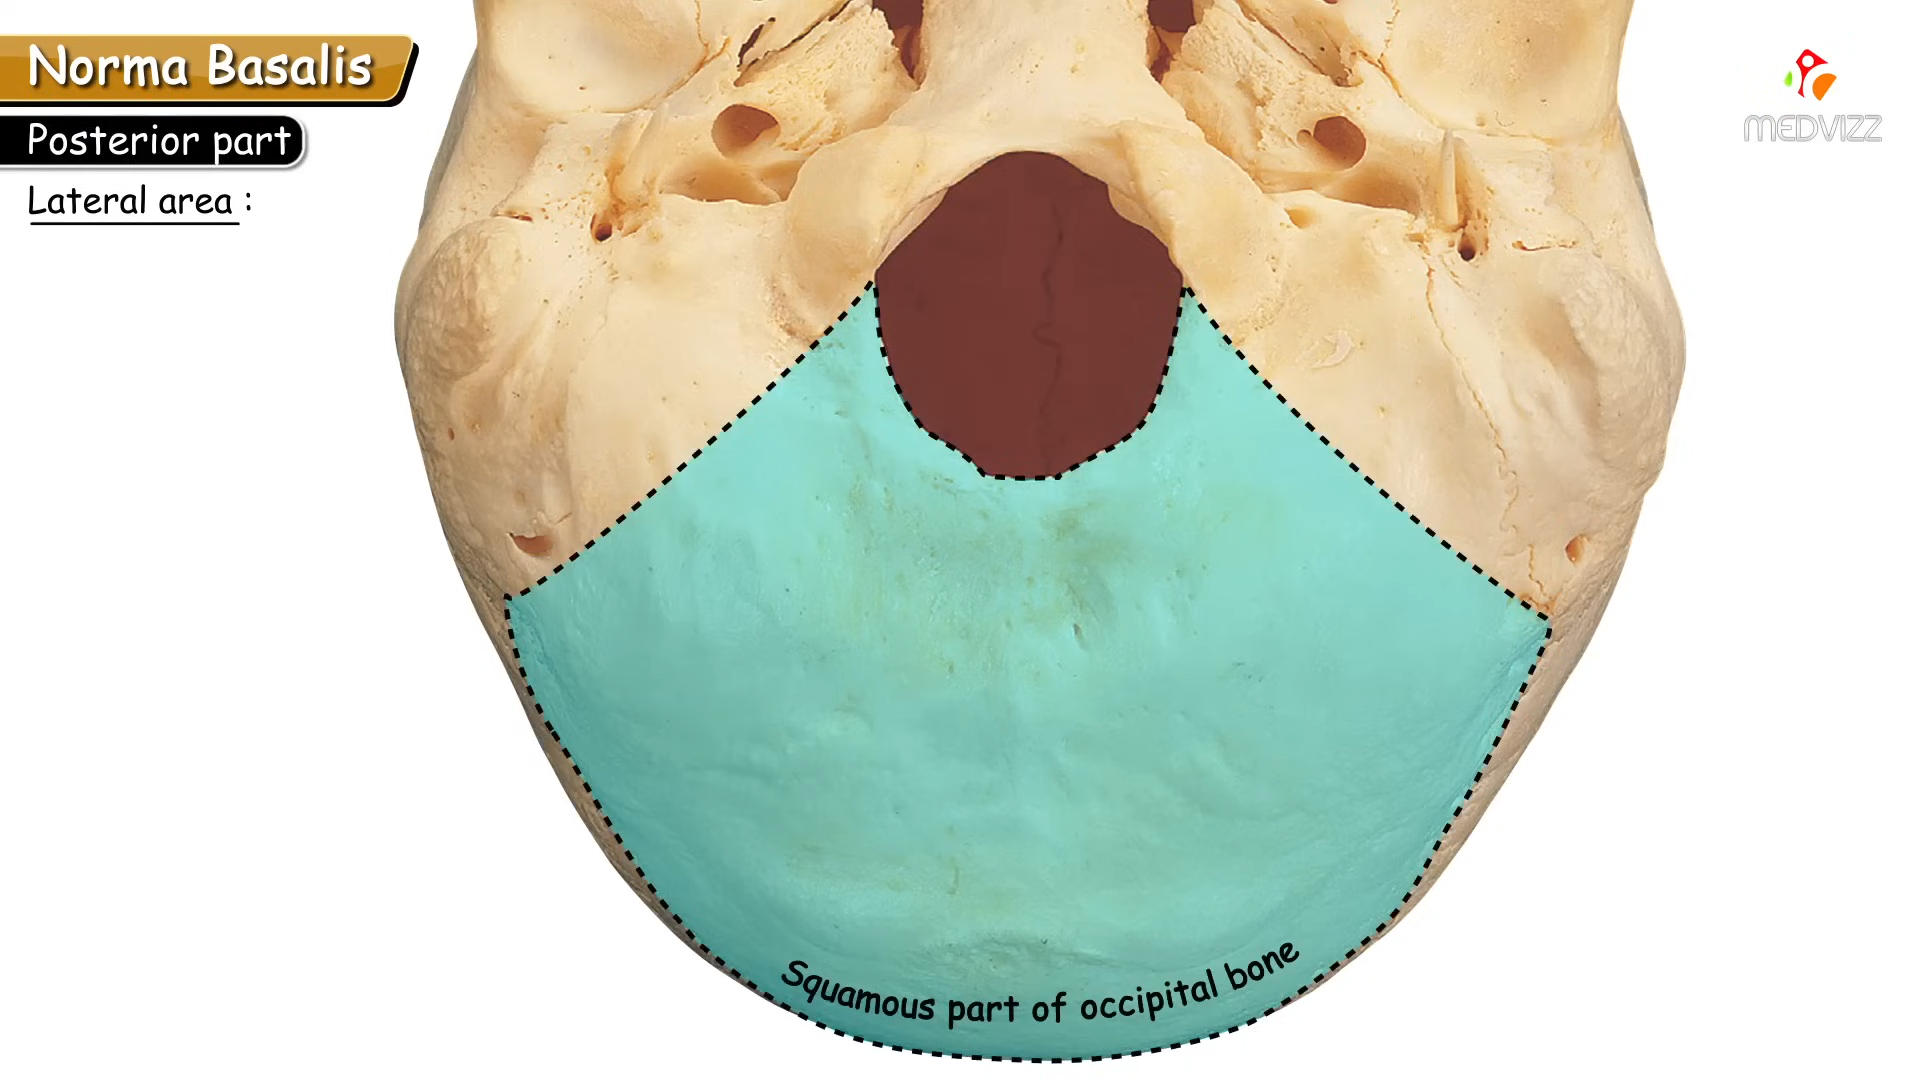 Norma Basalis
Posterior part
Lateral area :
MEDVIZZ
Squamous part of occipital bone